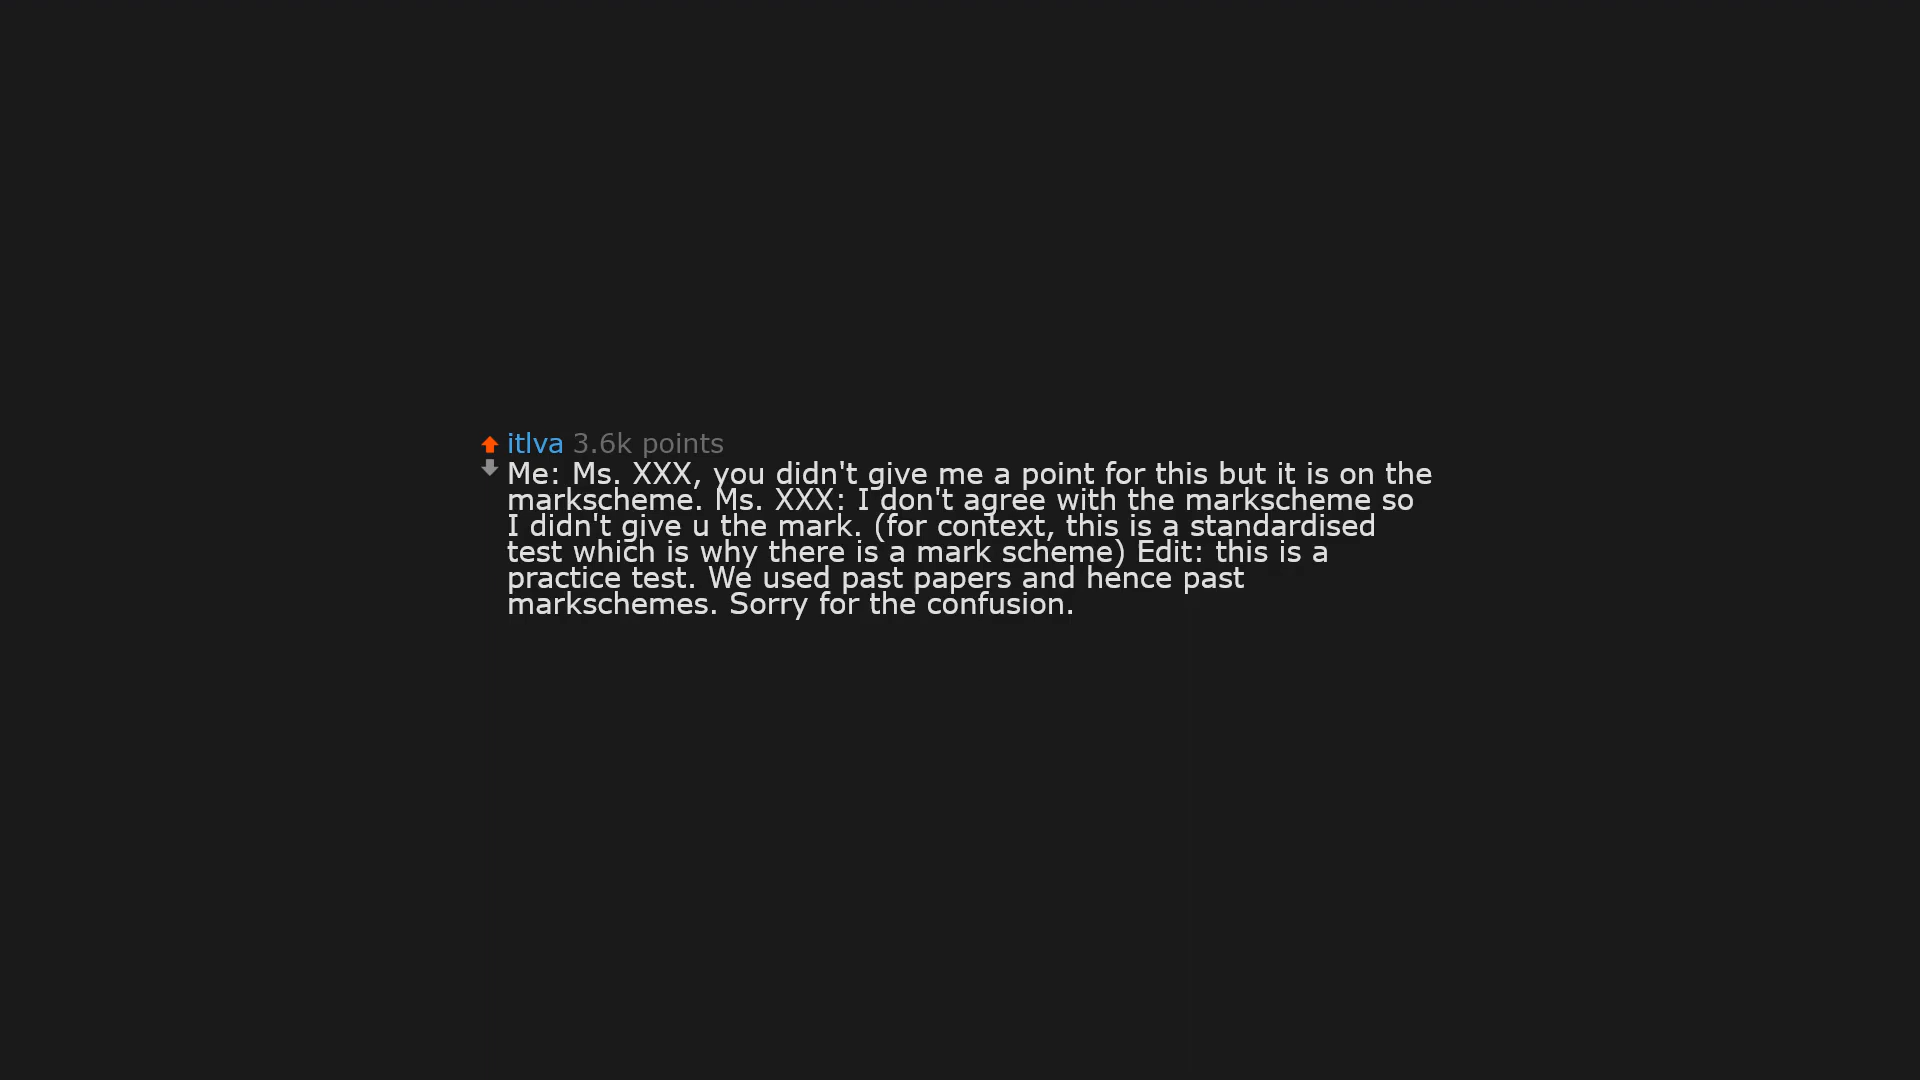 itlva 3.6k points
Me: Ms. XXX, you didn't give me a point for this but it is on the
markscheme. Ms. XXX: I don't agree with the markscheme so
I didn't give u the mark. (for context, this is a standardised
test which is why there is a mark scheme) Edit: this is a
practice test. We used past papers and hence past
markschemes. Sorry for the confusion.